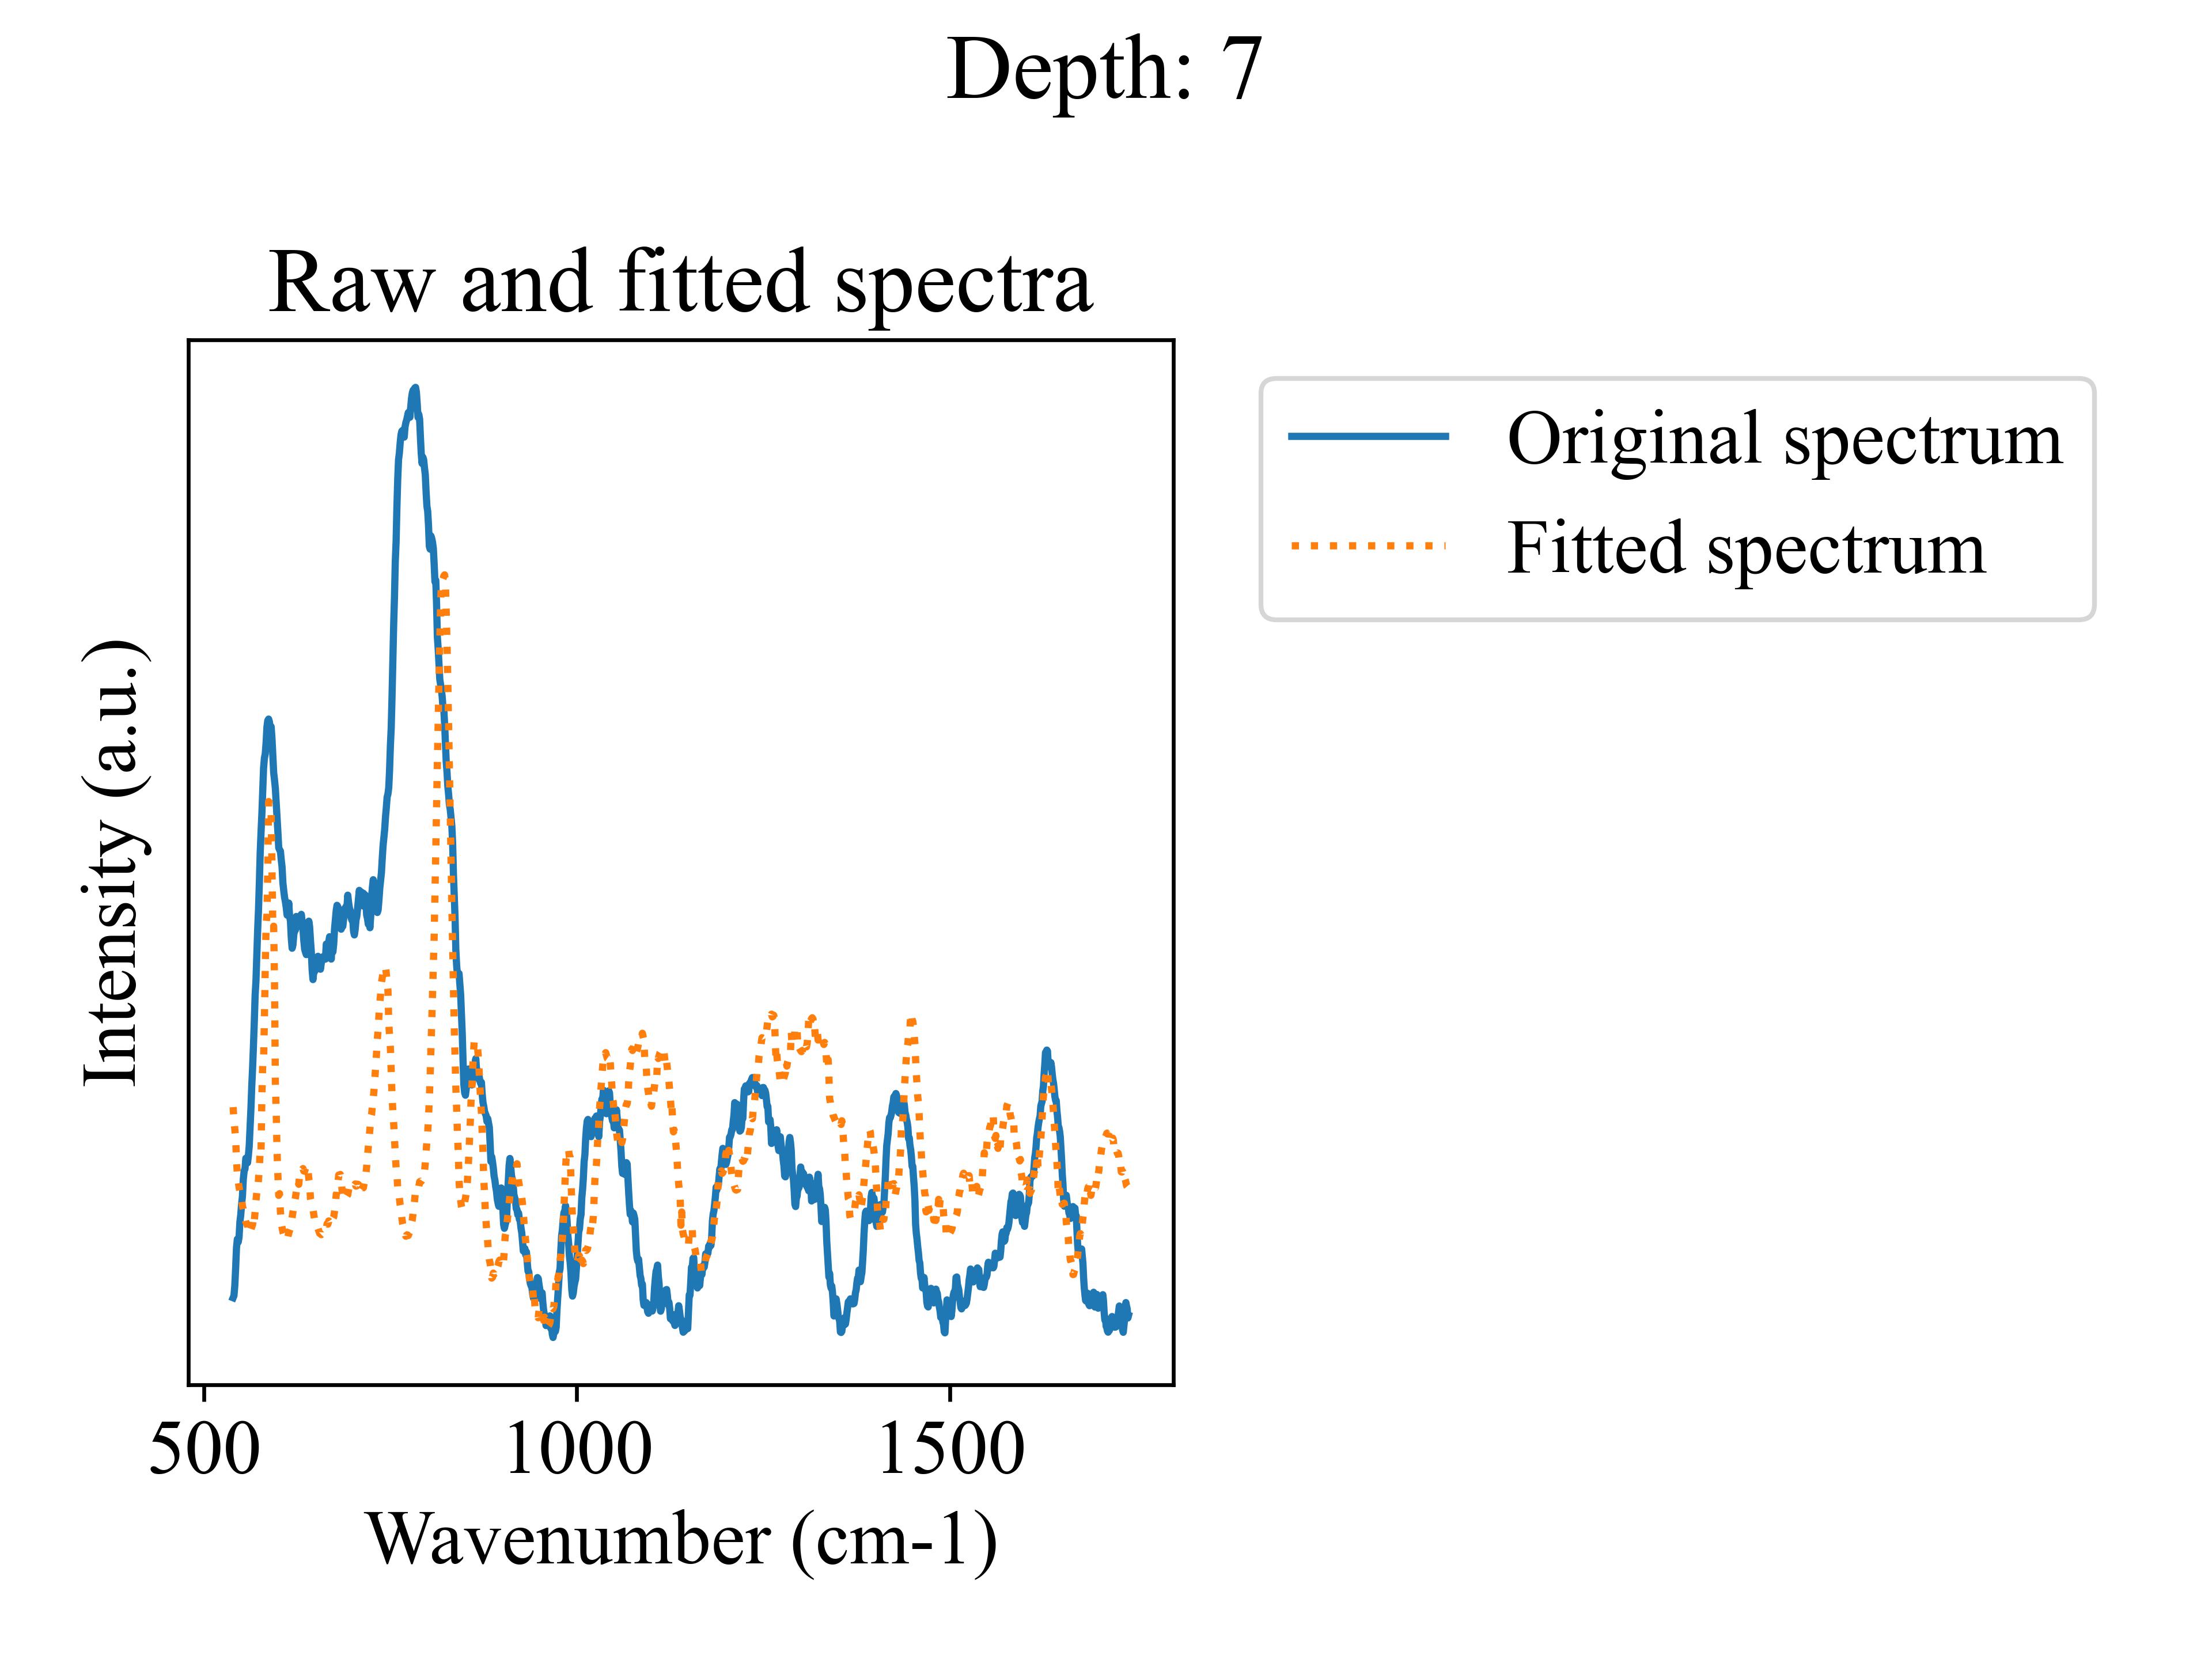 Depth: 7
Raw and fitted spectra
Original spectrum
Fitted spectrum
Intensity (a.u.)
500 1000 1500
Wavenumber (cm-1)